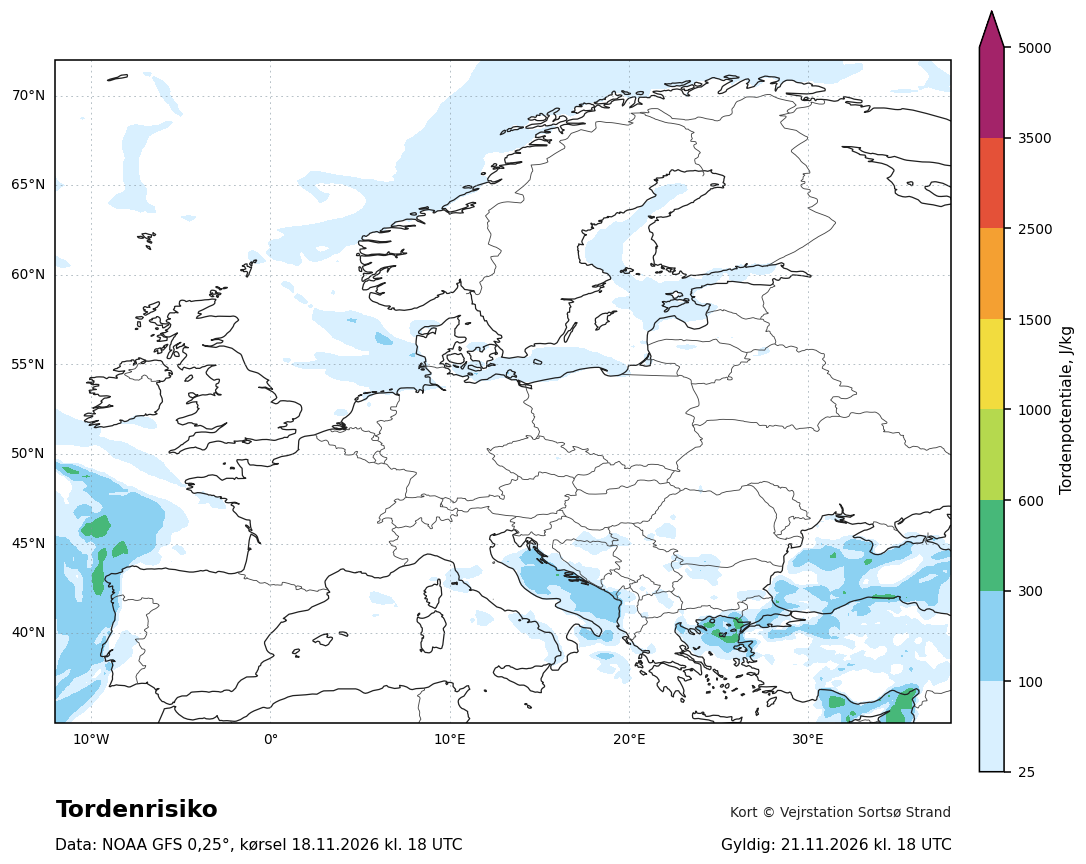 5000
3500
2500
1500
1000
600
300
100
25
Tordenpotentiale, J/kg
70°N
65°N
60°N
55°N
50°N
45°N
40°N
10°W
0°
10°E
20°E
30°E
Tordenrisiko
Kort © Vejrstation Sortsø Strand
Data: NOAA GFS 0,25°, kørsel 18.11.2026 kl. 18 UTC
Gyldig: 21.11.2026 kl. 18 UTC